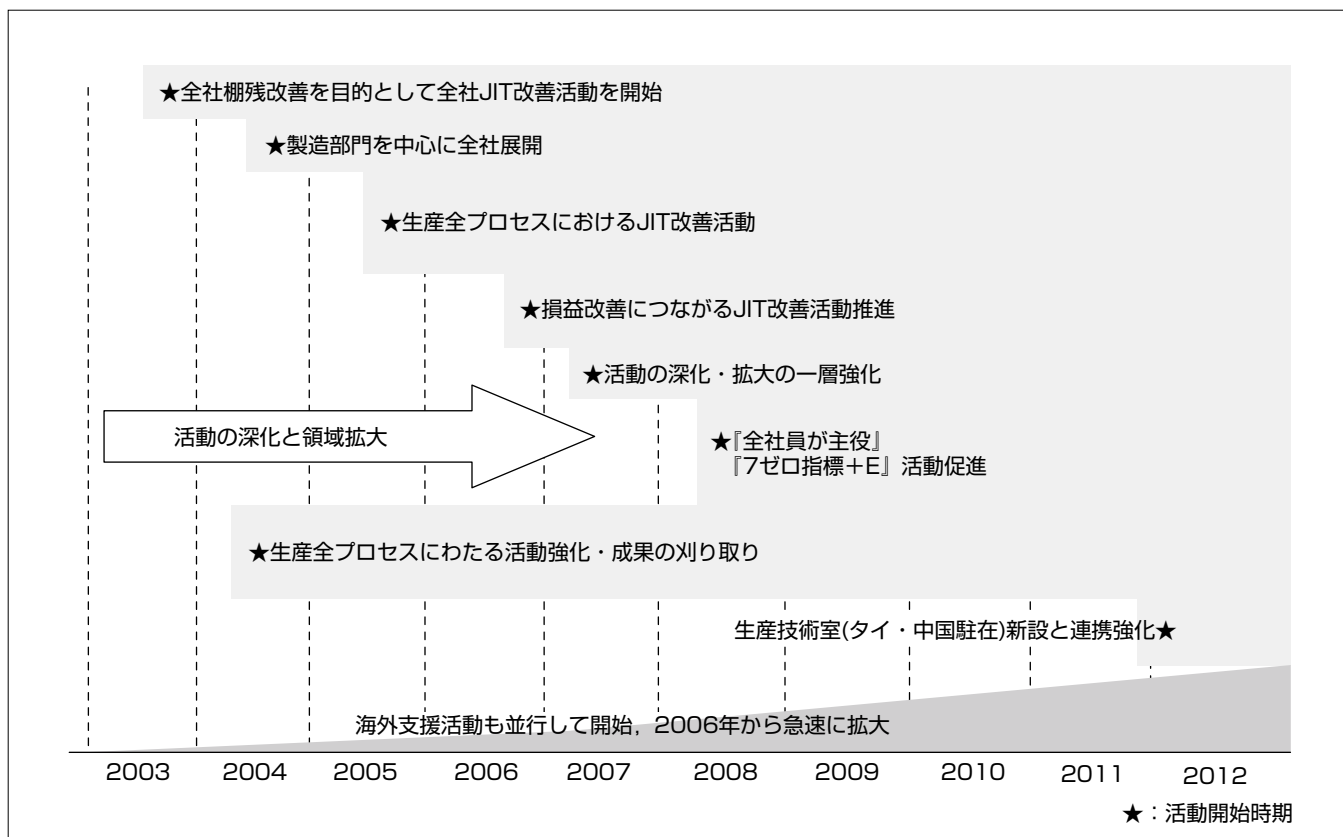 ★全社棚残改善を目的として全社JIT改善活動を開始
★製造部門を中心に全社展開
★生産全プロセスにおけるJIT改善活動
★損益改善につながるJIT改善活動推進
★活動の深化・拡大の一層強化
活動の深化と領域拡大
★『全社員が主役』
『7ゼロ指標+E』活動促進
★生産全プロセスにわたる活動強化・成果の刈り取り
生産技術室(タイ・中国駐在)新設と連携強化★
海外支援活動も並行して開始，2006年から急速に拡大
2003 2004 2005 2006 2007 2008 2009 2010 2011 2012
★：活動開始時期